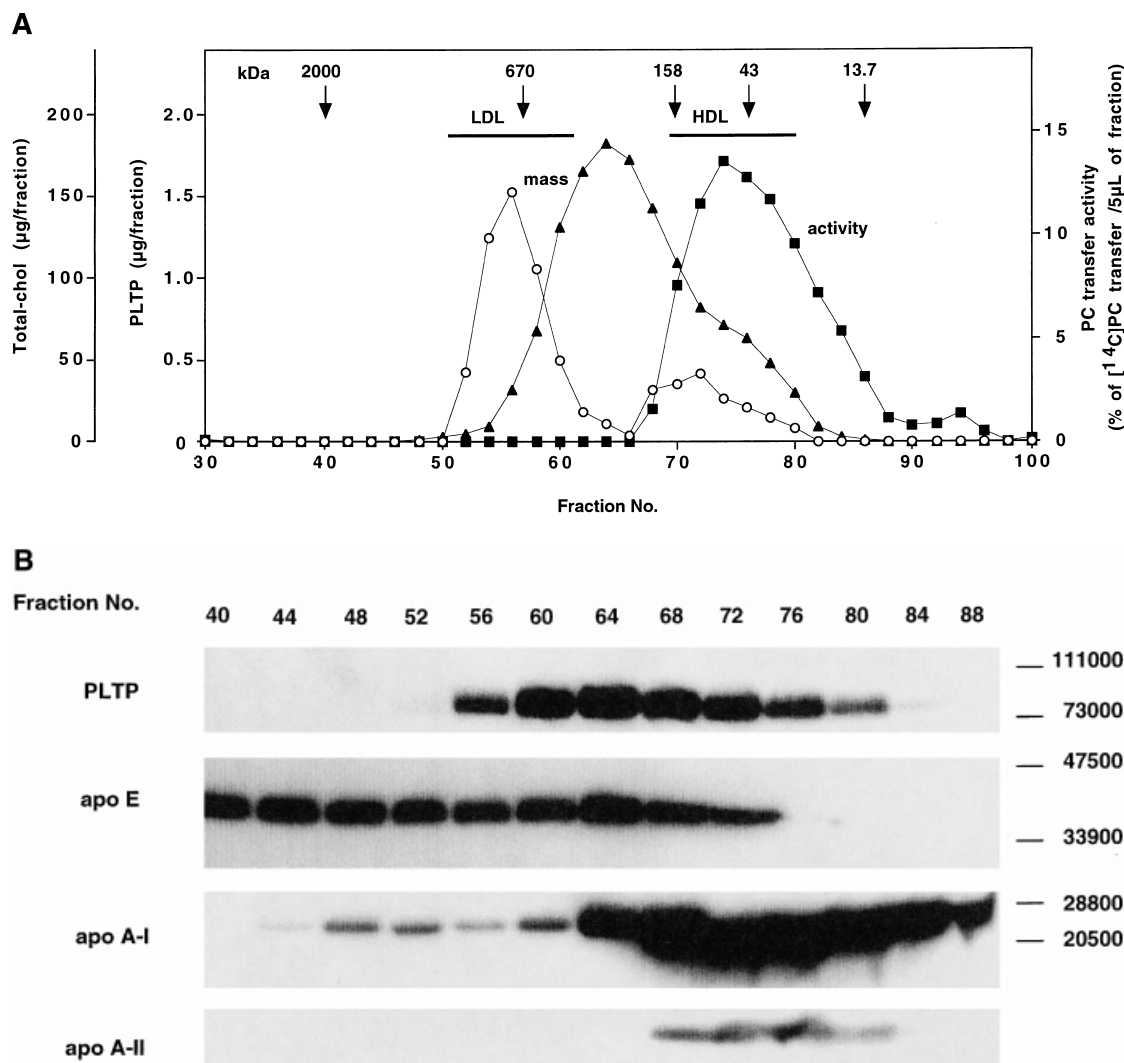 A
kDa 2000 670 158 43 13.7
LDL HDL
mass
activity
Total-chol (µg/fraction)
200
150
100
50
0
PLTP (µg/fraction)
2.0
1.5
1.0
0.5
0
15
10
5
0
PC transfer activity
(% of [14C]PC transfer /5µL of fraction)
30 40 50 60 70 80 90 100
Fraction No.
B
Fraction No. 40 44 48 52 56 60 64 68 72 76 80 84 88
PLTP
111000
73000
apo E
47500
33900
apo A-I
28800
20500
apo A-II